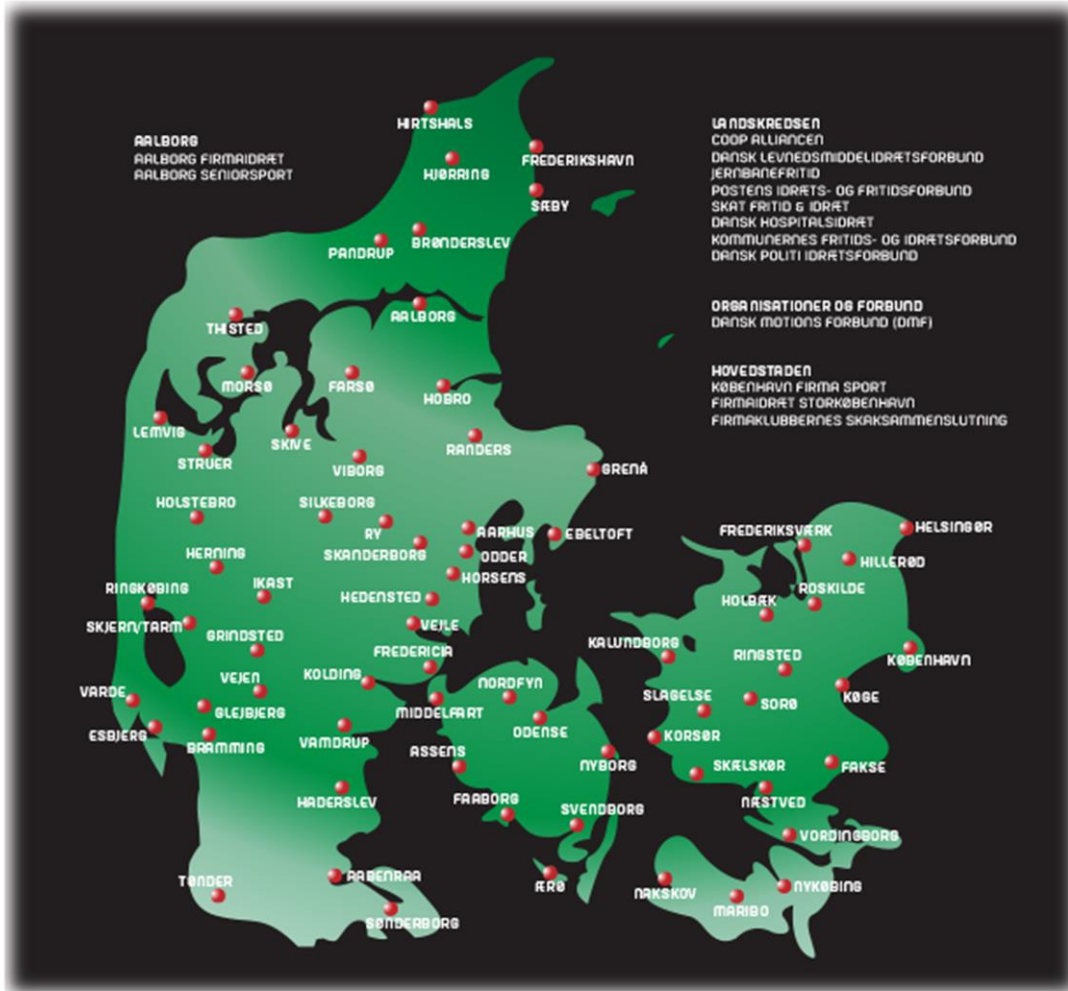 HIRTSHALS
AALBORG
AALBORG FIRMAIDRÆT
AALBORG SENIORSPORT
HJØRRING
FREDERIKSHAVN
SÆBY
BRØNDERSLEV
PANDRUP
LANDSKREDSEN
COOP ALLIANCEN
DANSK LEVNEDSMIDDELIDRÆTSFORBUND
JERNBANEFRITID
POSTENS IDRÆTS- OG FRITIDSFORBUND
SKAT FRITID & IDRÆT
DANSK HOSPITALSIDRÆT
KOMMUNERNES FRITIDS- OG IDRÆTSFORBUND
DANSK POLITI IDRÆTSFORBUND
ORGANISATIONER OG FORBUND
DANSK MOTIONS FORBUND (DMF)
HOVEDSTADEN
KØBENHAVN FIRMA SPORT
FIRMAIDRÆT STORKØBENHAVN
FIRMAKLUBBERNES SKAKSAMMENSLUTNING
AALBORG
THISTED
MORSØ
FARSØ
HOBRO
LEMVIG
SKIVE
RANDERS
STRUER
VIBORG
GRENÅ
HOLSTEBRO
SILKEBORG
RY
AARHUS
EBELTOFT
SKANDERBORG
ODDER
HERNING
HORSENS
IKAST
RINGKØBING
HEDENSTED
SKJERN/TARM
VEJLE
GRINDSTED
FREDERICIA
KOLDING
VEJEN
NORDFYN
VARDE
GLEJBJERG
MIDDELFART
ODENSE
ESBJERG
BRAMMING
VAMDRUP
ASSENS
NYBORG
HADERSLEV
FAABORG
SVENDBORG
AABENRAA
TØNDER
ÆRØ
SØNDERBORG
FREDERIKSVÆRK
HELSINGØR
HILLERØD
ROSKILDE
HOLBÆK
KALUNDBORG
RINGSTED
KØBENHAVN
SLAGELSE
SORØ
KØGE
KORSØR
SKÆLSKØR
FAKSE
NÆSTVED
VORDINGBORG
NAKSKOV
NYKØBING
MARIBO